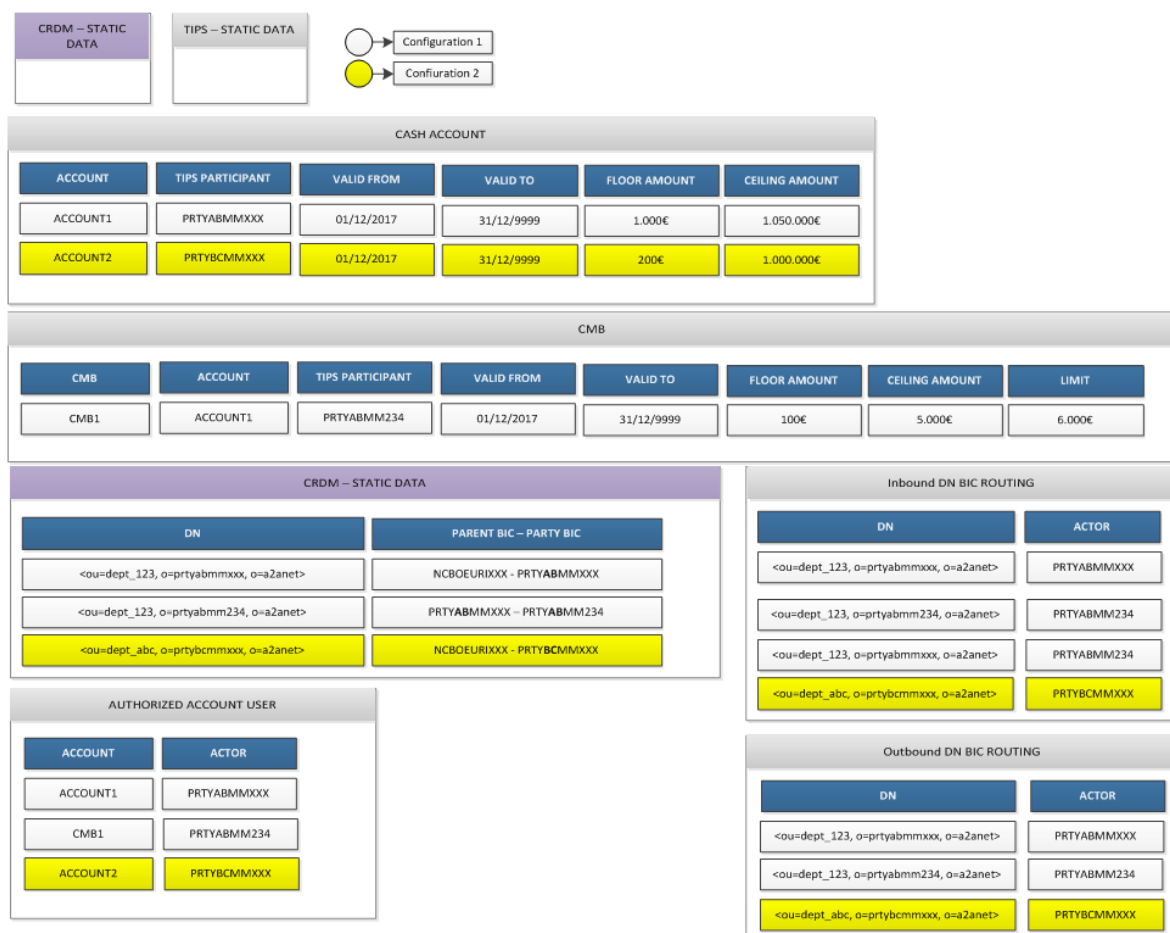 CRDM – STATIC
DATA
TIPS – STATIC DATA
Configuration 1
Confiuration 2
CASH ACCOUNT
ACCOUNT TIPS PARTICIPANT VALID FROM VALID TO FLOOR AMOUNT CEILING AMOUNT
ACCOUNT1 PRTYABMMXXX 01/12/2017 31/12/9999 1.000€ 1.050.000€
ACCOUNT2 PRTYBCMMXXX 01/12/2017 31/12/9999 200€ 1.000.000€
CMB
CMB ACCOUNT TIPS PARTICIPANT VALID FROM VALID TO FLOOR AMOUNT CEILING AMOUNT LIMIT
CMB1 ACCOUNT1 PRTYABMM234 01/12/2017 31/12/9999 100€ 5.000€ 6.000€
CRDM – STATIC DATA
DN PARENT BIC – PARTY BIC
<ou=dept_123, o=prtyabmmxxx, o=a2anet> NCBOEURIXXX - PRTYABMMXXX
<ou=dept_123, o=prtyabmm234, o=a2anet> PRTYABMMXXX – PRTYABMM234
<ou=dept_abc, o=prtybcmmxxx, o=a2anet> NCBOEURIXXX - PRTYBCMMXXX
Inbound DN BIC ROUTING
DN ACTOR
<ou=dept_123, o=prtyabmmxxx, o=a2anet> PRTYABMMXXX
<ou=dept_123, o=prtyabmm234, o=a2anet> PRTYABMM234
<ou=dept_123, o=prtyabmmxxx, o=a2anet> PRTYABMM234
<ou=dept_abc, o=prtybcmmxxx, o=a2anet> PRTYBCMMXXX
AUTHORIZED ACCOUNT USER
ACCOUNT ACTOR
ACCOUNT1 PRTYABMMXXX
CMB1 PRTYABMM234
ACCOUNT2 PRTYBCMMXXX
Outbound DN BIC ROUTING
DN ACTOR
<ou=dept_123, o=prtyabmmxxx, o=a2anet> PRTYABMMXXX
<ou=dept_123, o=prtyabmm234, o=a2anet> PRTYABMM234
<ou=dept_abc, o=prtybcmmxxx, o=a2anet> PRTYBCMMXXX